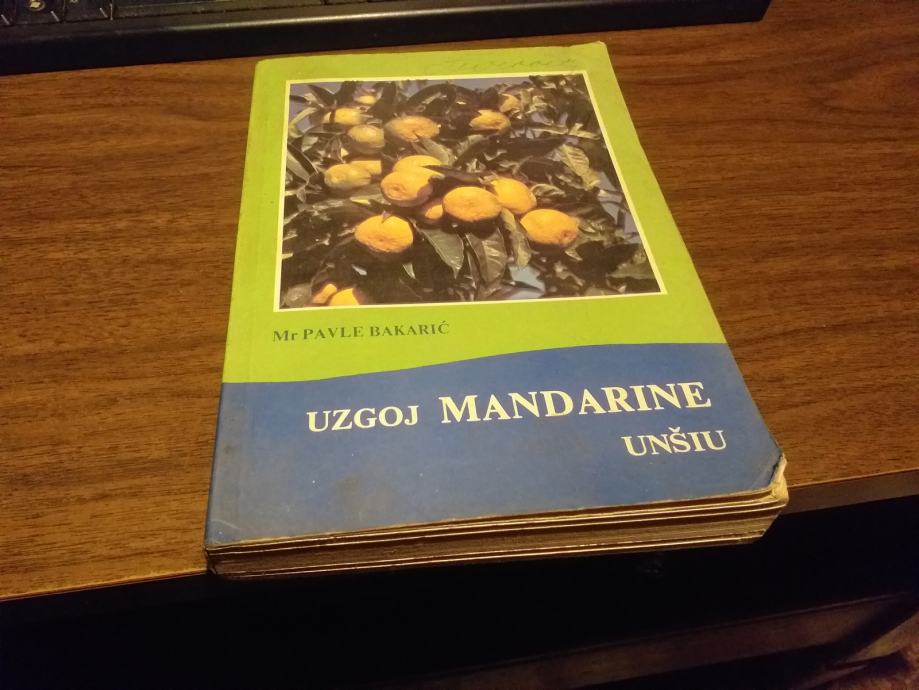 Mr PAVLE BAKARIĆ
UZGOJ MANDARINE
UNŠIU